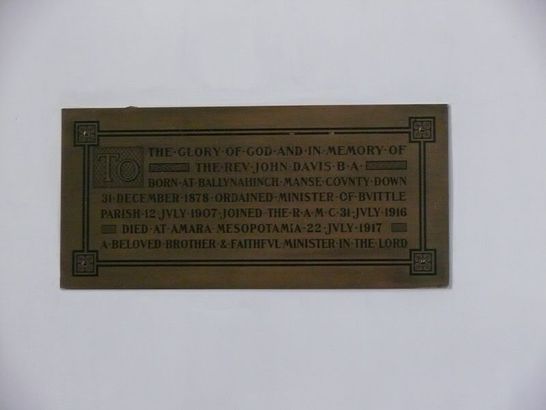 TO THE·GLORY·OF·GOD·AND·IN·MEMORY·OF
THE·REV·JOHN·DAVIS·B·A·
BORN·AT·BALLYNAHINCH·MANSE·COVNTY·DOWN
31·DECEMBER·1878·ORDAINED·MINISTER·OF·BVITTLE
PARISH·12·JVLY·1907·JOINED·THE·R·A·M·C·31·JVLY·1916
DIED·AT·AMARA·MESOPOTAMIA·22·JVLY·1917
A·BELOVED·BROTHER·&·FAITHFVL·MINISTER·IN·THE·LORD